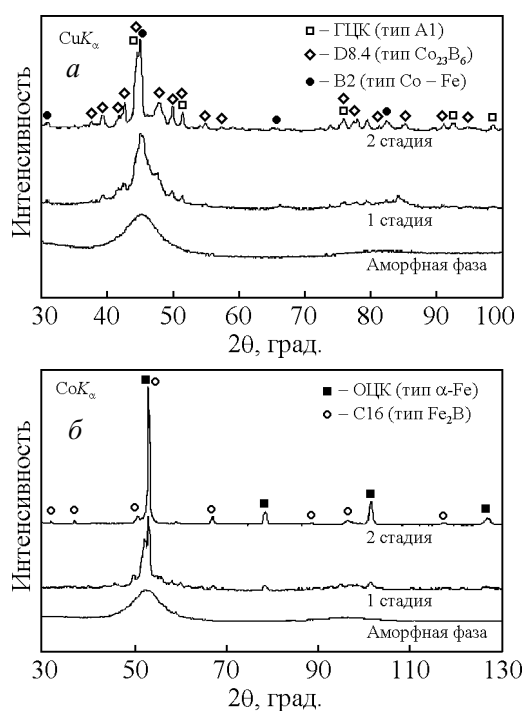 CuKα
а
□ – ГЦК (тип А1)
◇ – D8.4 (тип Co₂₃B₆)
● – B2 (тип Co – Fe)
Интенсивность
2 стадия
1 стадия
Аморфная фаза
30 40 50 60 70 80 90 100
2θ, град.
CoKα
б
■ – ОЦК (тип α-Fe)
○ – C16 (тип Fe₂B)
Интенсивность
2 стадия
1 стадия
Аморфная фаза
30 50 70 90 110 130
2θ, град.